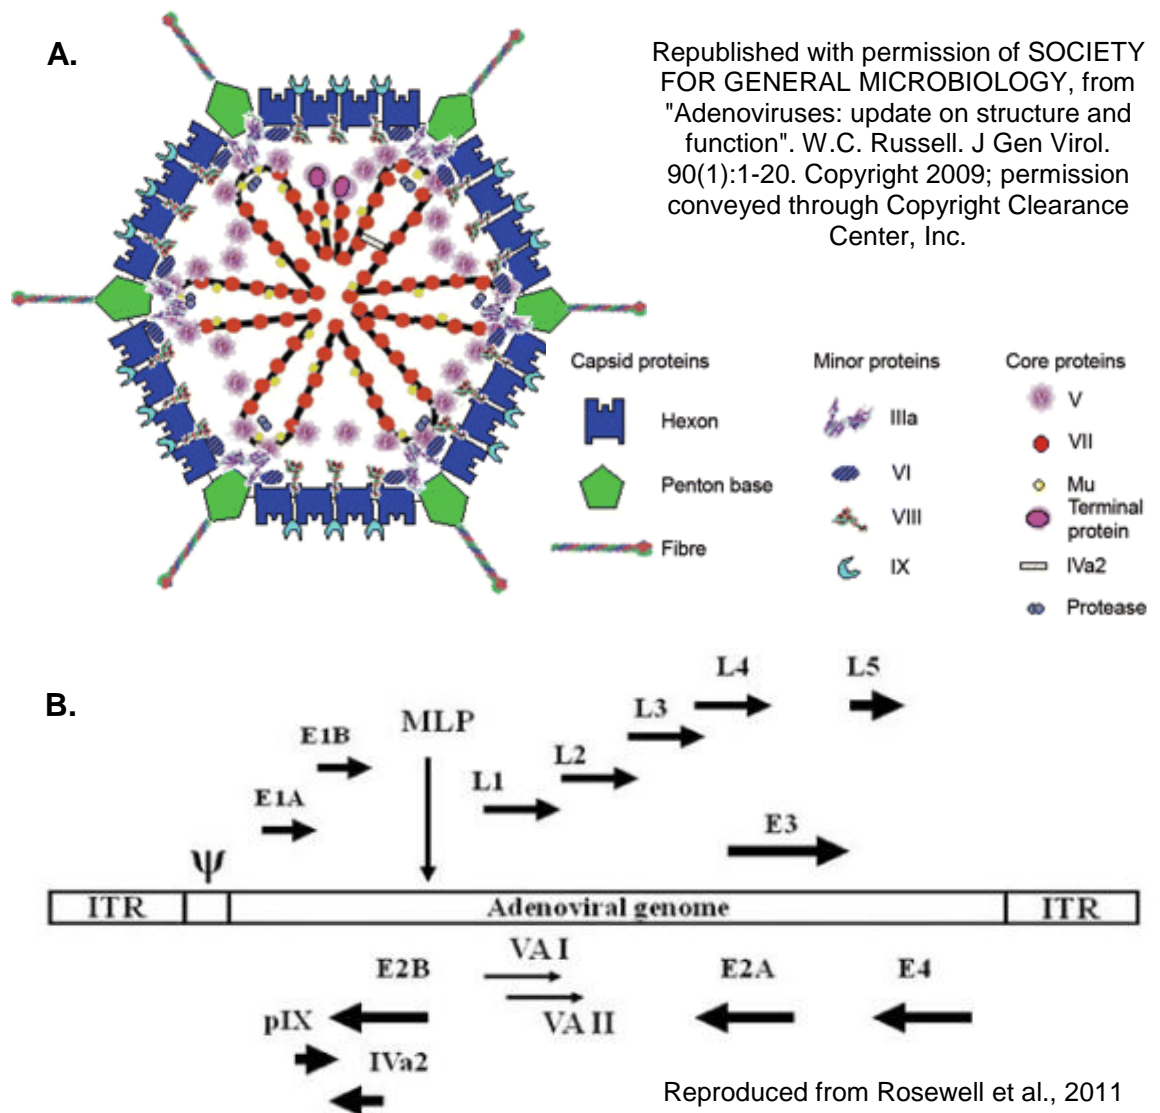 A.
Republished with permission of SOCIETY
FOR GENERAL MICROBIOLOGY, from
"Adenoviruses: update on structure and
function". W.C. Russell. J Gen Virol.
90(1):1-20. Copyright 2009; permission
conveyed through Copyright Clearance
Center, Inc.
Capsid proteins
Hexon
Penton base
Fibre
Minor proteins
IIIa
VI
VIII
IX
Core proteins
V
VII
Mu
Terminal
protein
IVa2
Protease
B.
L4
L5
L3
MLP
E1B
L2
L1
E1A
E3
Ψ
ITR
Adenoviral genome
ITR
VA I
E2B
E2A
E4
VA II
pIX
IVa2
Reproduced from Rosewell et al., 2011